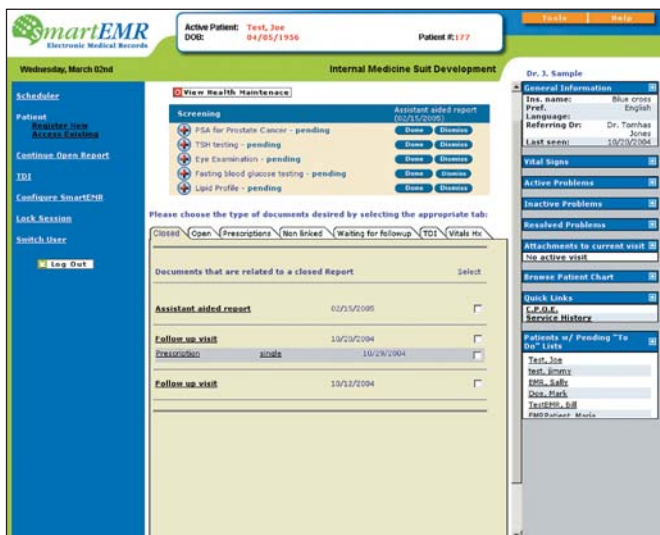 smartEMR
Electronic Medical Records
Active Patient: Test, Joe
DOB: 04/05/1956
Patient #:177
Tools
Help
Wednesday, March 02nd
Internal Medicine Suit Development
Dr. J. Sample
Scheduler
Patient
Register New
Access Existing
Continue Open Report
TDI
Configure SmartEMR
Lock Session
Switch User
Log Out
View Health Maintenace
Screening
Assistant aided report
(02/15/2005)
PSA for Prostate Cancer - pending Done Dismiss
TSH testing - pending Done Dismiss
Eye Examination - pending Done Dismiss
Fasting blood glucose testing - pending Done Dismiss
Lipid Profile - pending Done Dismiss
Please choose the type of documents desired by selecting the appropriate tab:
Closed Open Prescriptions Non linked Waiting for followup TDI Vitals Hx
Documents that are related to a closed Report Select
Assistant aided report 02/15/2005
Follow up visit 10/20/2004
Prescription single 10/29/2004
Follow up visit 10/12/2004
General Information
Ins. name: Blue cross
Pref. English
Language:
Referring Dr: Dr. Tomhas
Jones
Last seen: 10/20/2004
Vital Signs
Active Problems
Inactive Problems
Resolved Problems
Attachments to current visit
No active visit
Browse Patient Chart
Quick Links
C.P.O.E.
Service History
Patients w/ Pending "To
Do" Lists
Test, Joe
test, jimmy
EMR, Sally
Doe, Mark
TestEMR, bill
EMRPatient, Maria